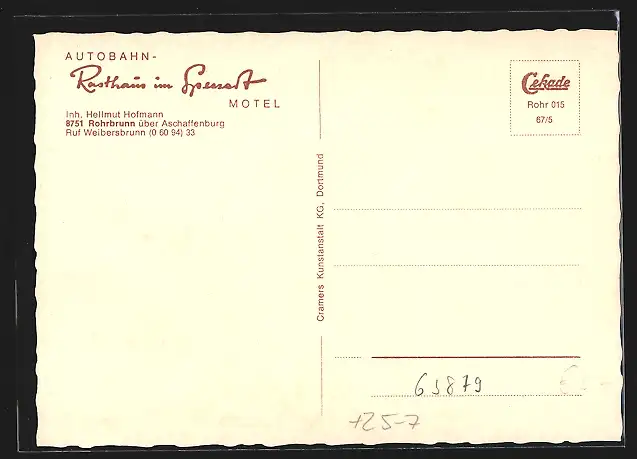 AUTOBAHN-
Rasthaus im Spessart
MOTEL
Inh. Hellmut Hofmann
8751 Rohrbrunn über Aschaffenburg
Ruf Weibersbrunn (0 60 94) 33
Cekade
Rohr 015
67/5
Cramers Kunstanstalt KG, Dortmund
63879
+25-7